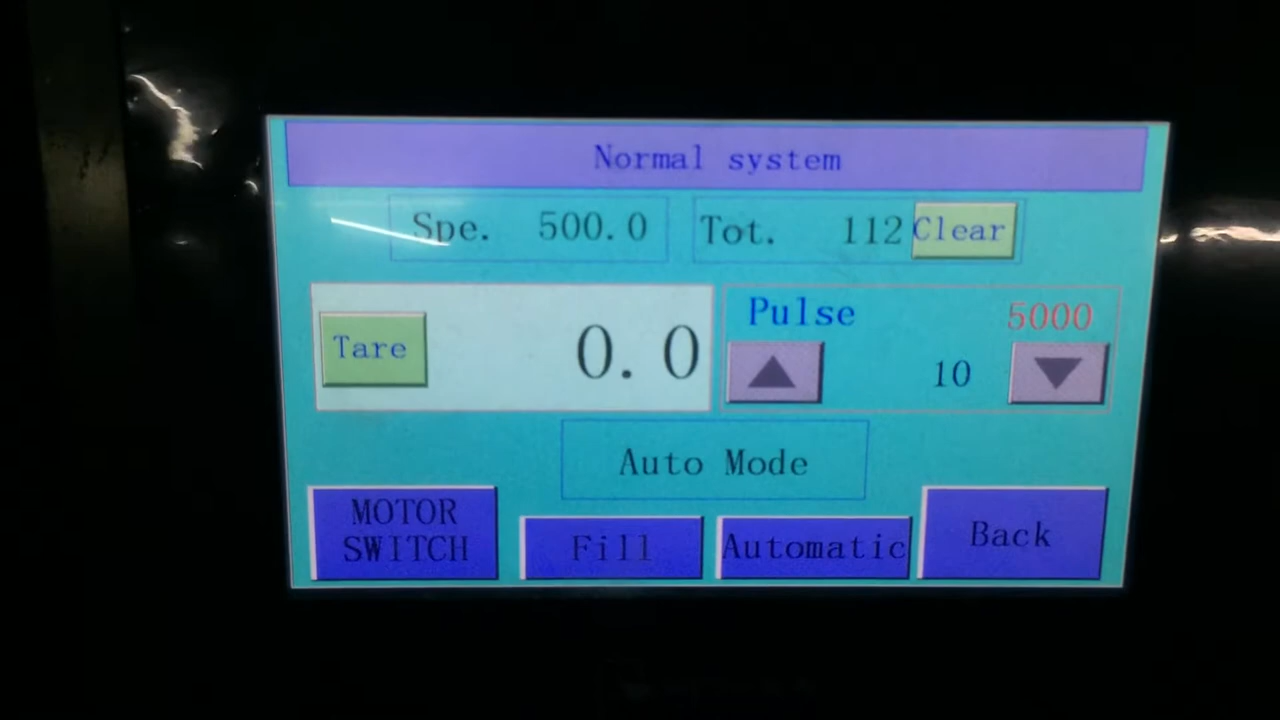 Normal system
Spe. 500.0 Tot. 112 Clear
Pulse 5000
Tare 0.0 10
Auto Mode
MOTOR
SWITCH Fill Automatic Back